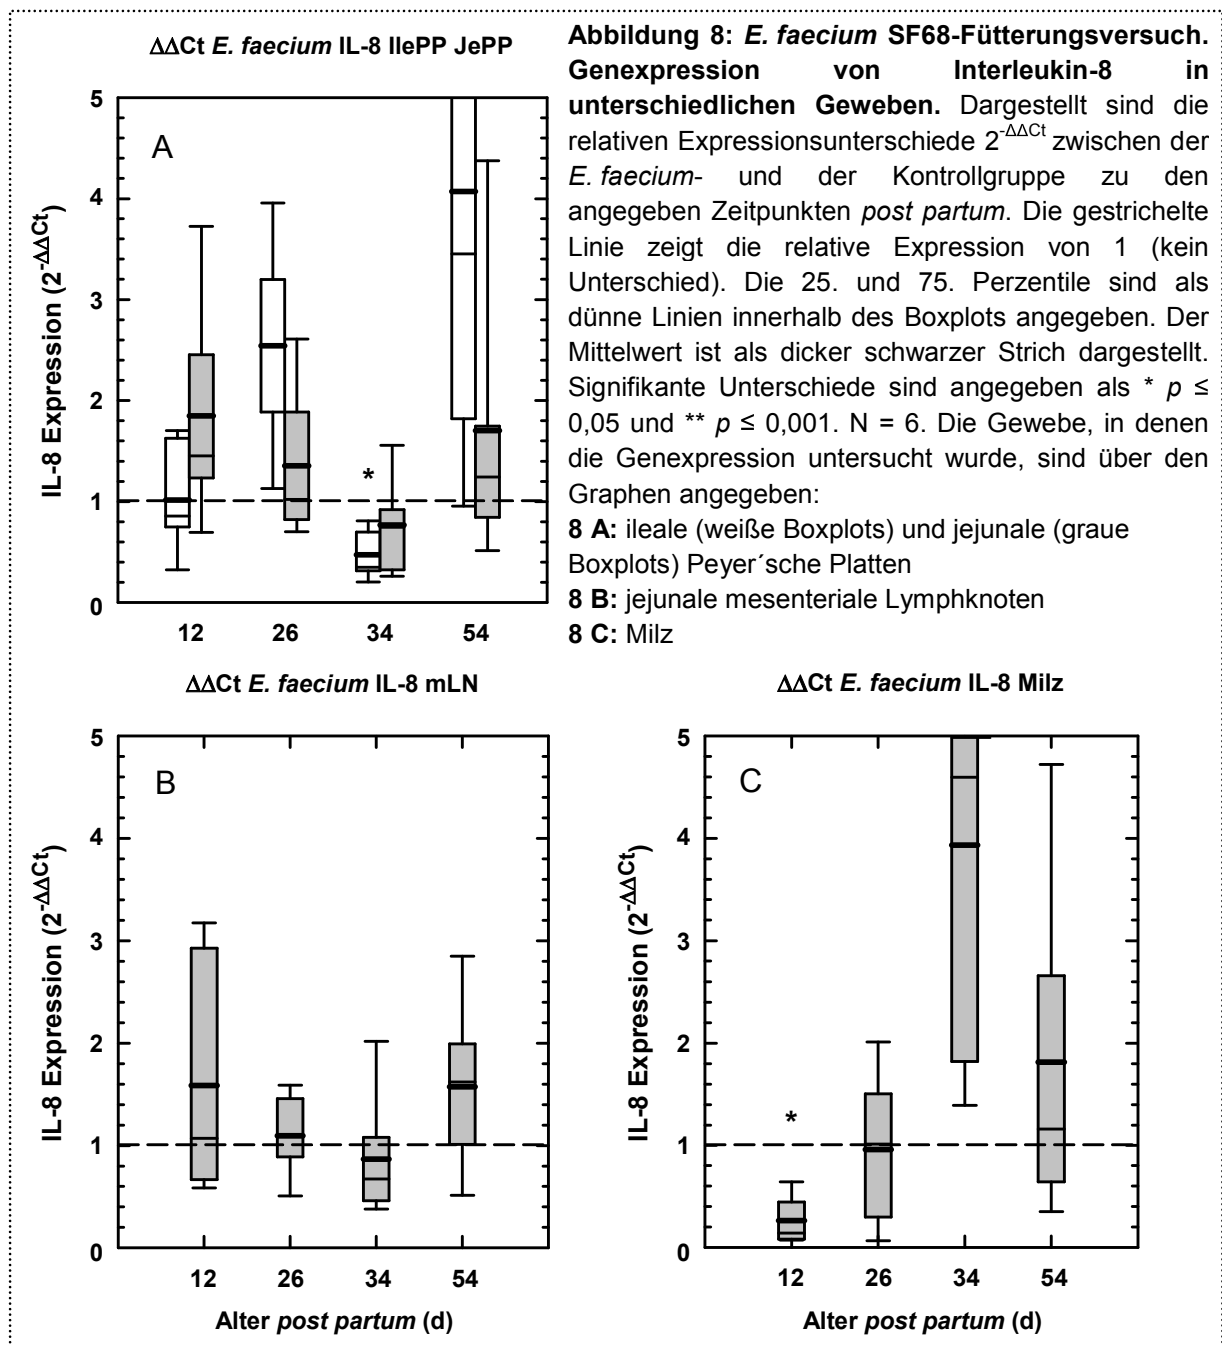 ΔΔCt E. faecium IL-8 IlePP JePP
A
IL-8 Expression (2^-ΔΔCt)
5
4
3
2
1
0
*
12 26 34 54
Abbildung 8: E. faecium SF68-Fütterungsversuch.
Genexpression von Interleukin-8 in
unterschiedlichen Geweben. Dargestellt sind die
relativen Expressionsunterschiede 2^-ΔΔCt zwischen der
E. faecium- und der Kontrollgruppe zu den
angegeben Zeitpunkten post partum. Die gestrichelte
Linie zeigt die relative Expression von 1 (kein
Unterschied). Die 25. und 75. Perzentile sind als
dünne Linien innerhalb des Boxplots angegeben. Der
Mittelwert ist als dicker schwarzer Strich dargestellt.
Signifikante Unterschiede sind angegeben als * p ≤
0,05 und ** p ≤ 0,001. N = 6. Die Gewebe, in denen
die Genexpression untersucht wurde, sind über den
Graphen angegeben:
8 A: ileale (weiße Boxplots) und jejunale (graue
Boxplots) Peyer´sche Platten
8 B: jejunale mesenteriale Lymphknoten
8 C: Milz
ΔΔCt E. faecium IL-8 mLN
B
IL-8 Expression (2^-ΔΔCt)
5
4
3
2
1
0
12 26 34 54
Alter post partum (d)
ΔΔCt E. faecium IL-8 Milz
C
IL-8 Expression (2^-ΔΔCt)
5
4
3
2
1
0
*
12 26 34 54
Alter post partum (d)